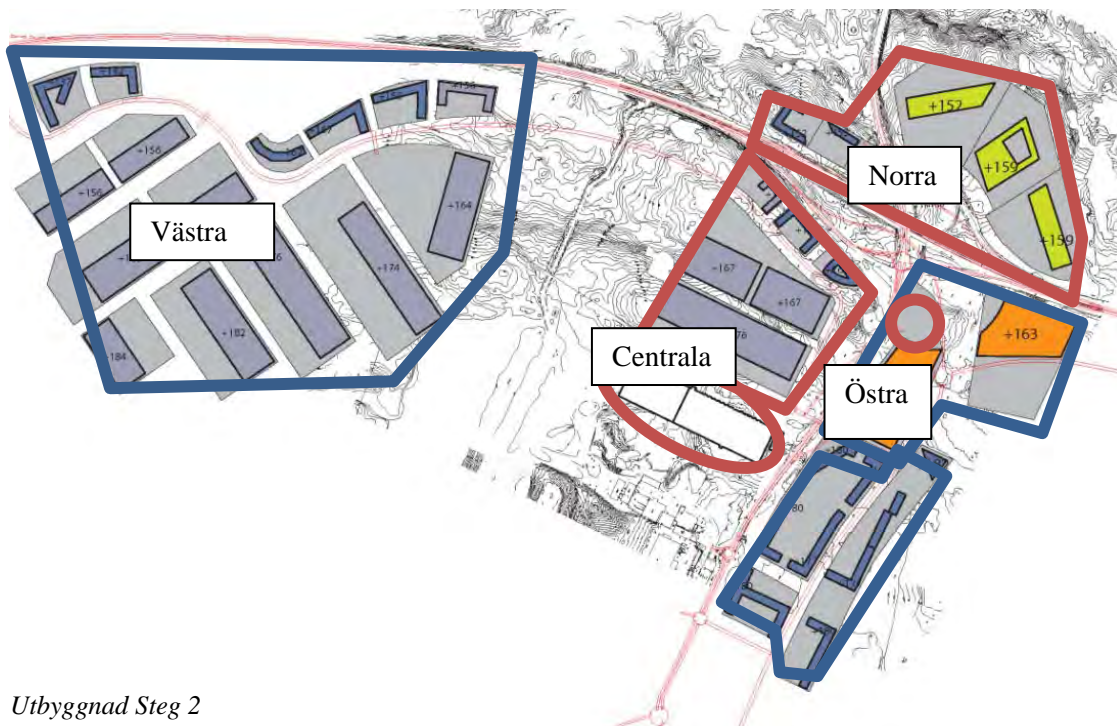 +156
+156
Västra
+164
+174
+182
+184
+152
+159
+159
Norra
+167
+167
Centrala
+163
Östra
Utbyggnad Steg 2